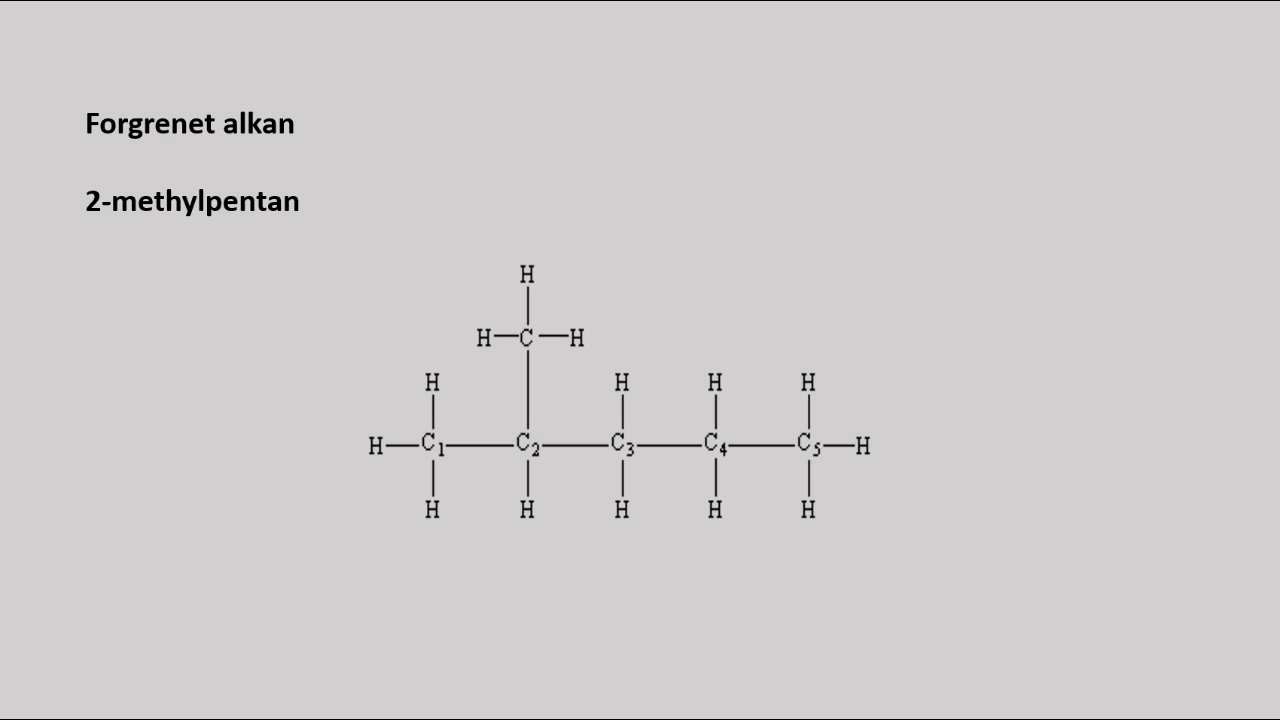 Forgrenet alkan
2-methylpentan
H
H C H
H H H H
H C₁ C₂ C₃ C₄ C₅ H
H H H H H